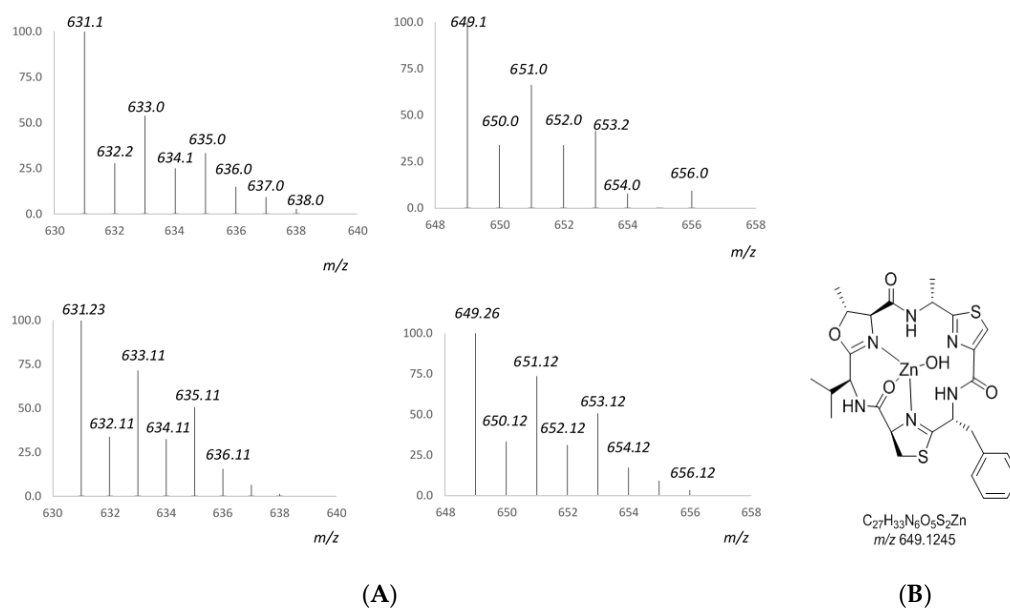 100.0
75.0
50.0
25.0
0.0
631.1
632.2
633.0
634.1
635.0
636.0
637.0
638.0
630 632 634 636 638 640
m/z
100.0
75.0
50.0
25.0
0.0
649.1
650.0
651.0
652.0
653.2
654.0
656.0
648 650 652 654 656 658
m/z
100.0
75.0
50.0
25.0
0.0
631.23
632.11
633.11
634.11
635.11
636.11
630 632 634 636 638 640
m/z
100.0
75.0
50.0
25.0
0.0
649.26
650.12
651.12
652.12
653.12
654.12
656.12
648 650 652 654 656 658
m/z
O
N
H
S
N
O
N
Zn
OH
O
O
HN
HN
N
S
C₂₇H₃₃N₆O₅S₂Zn
m/z 649.1245
(A) (B)